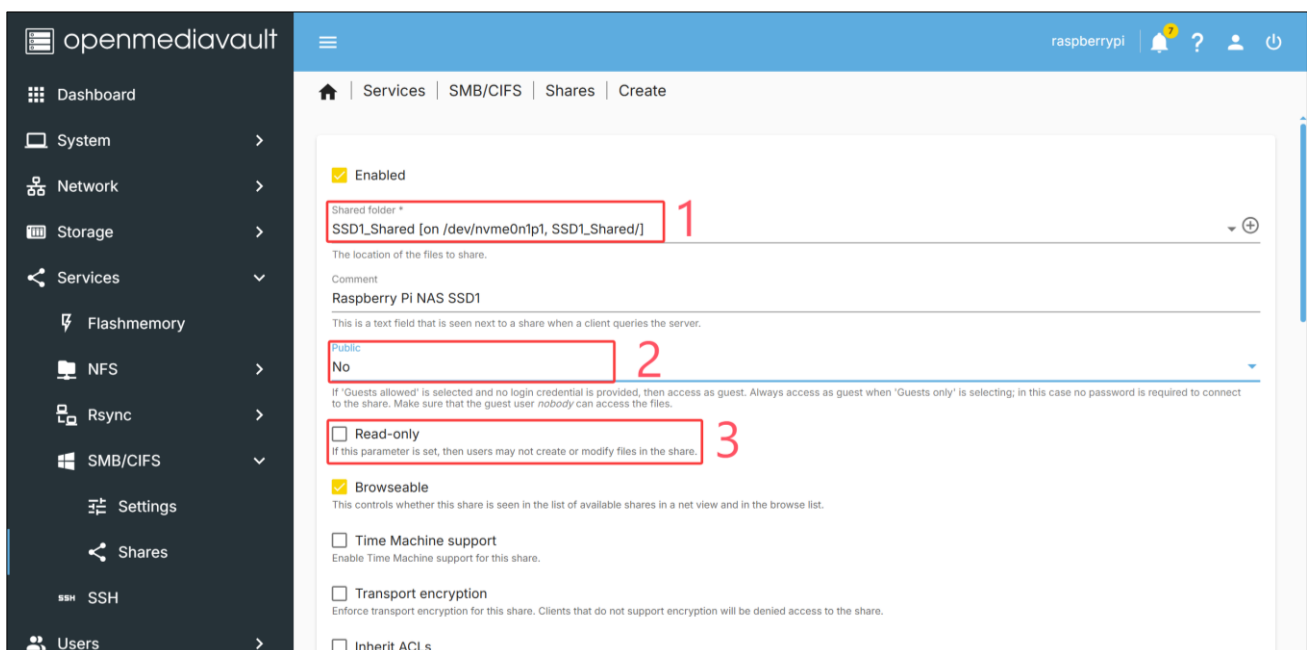 openmediavault
raspberrypi
7
?
Dashboard
System
Network
Storage
Services
Flashmemory
NFS
Rsync
SMB/CIFS
Settings
Shares
SSH SSH
Users
Services | SMB/CIFS | Shares | Create
Enabled
Shared folder *
SSD1_Shared [on /dev/nvme0n1p1, SSD1_Shared/]
1
The location of the files to share.
Comment
Raspberry Pi NAS SSD1
This is a text field that is seen next to a share when a client queries the server.
Public
No
2
If 'Guests allowed' is selected and no login credential is provided, then access as guest. Always access as guest when 'Guests only' is selecting; in this case no password is required to connect
to the share. Make sure that the guest user nobody can access the files.
Read-only
If this parameter is set, then users may not create or modify files in the share.
3
Browseable
This controls whether this share is seen in the list of available shares in a net view and in the browse list.
Time Machine support
Enable Time Machine support for this share.
Transport encryption
Enforce transport encryption for this share. Clients that do not support encryption will be denied access to the share.
Inherit ACLs